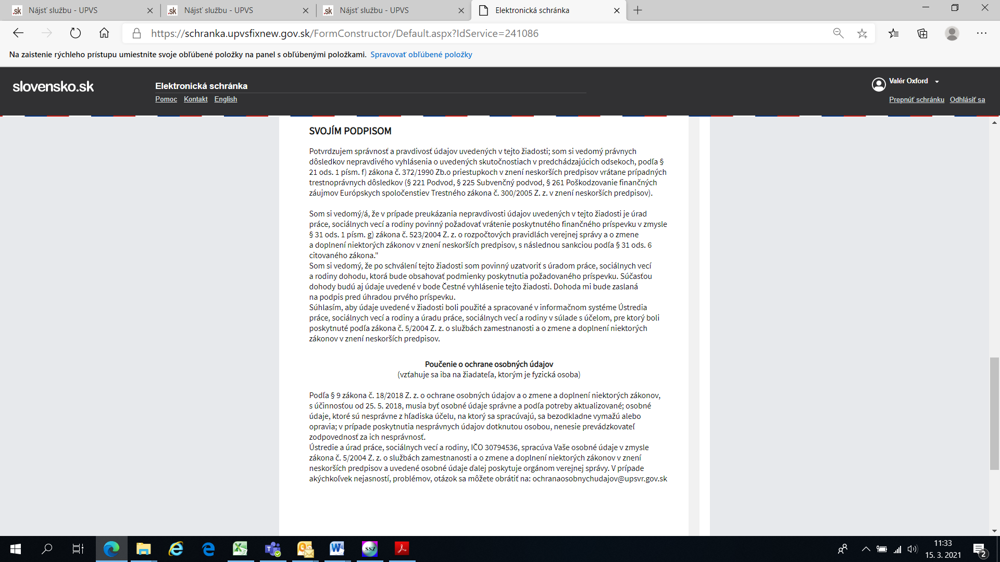 Nájsť službu - UPVS
Nájsť službu - UPVS
Nájsť službu - UPVS
Elektronická schránka
https://schranka.upvsfixnew.gov.sk/FormConstructor/Default.aspx?IdService=241086
Na zaistenie rýchleho prístupu umiestnite svoje obľúbené položky na panel s obľúbenými položkami. Spravovať obľúbené položky
slovensko.sk
Elektronická schránka
Pomoc Kontakt English
Valér Oxford
Prepnúť schránku Odhlásiť sa
SVOJÍM PODPISOM
Potvrdzujem správnosť a pravdivosť údajov uvedených v tejto žiadosti; som si vedomý právnych
dôsledkov nepravdivého vyhlásenia o uvedených skutočnostiach v predchádzajúcich odsekoch, podľa §
21 ods. 1 písm. f) zákona č. 372/1990 Zb.o priestupkoch v znení neskorších predpisov vrátane prípadných
trestnoprávnych dôsledkov (§ 221 Podvod, § 225 Subvenčný podvod, § 261 Poškodzovanie finančných
záujmov Európskych spoločenstiev Trestného zákona č. 300/2005 Z. z. v znení neskorších predpisov).
Som si vedomý/á, že v prípade preukázania nepravdivosti údajov uvedených v tejto žiadosti je úrad
práce, sociálnych vecí a rodiny povinný požadovať vrátenie poskytnutého finančného príspevku v zmysle
§ 31 ods. 1 písm. g) zákona č. 523/2004 Z. z. o rozpočtových pravidlách verejnej správy a o zmene
a doplnení niektorých zákonov v znení neskorších predpisov, s následnou sankciou podľa § 31 ods. 6
citovaného zákona."
Som si vedomý, že po schválení tejto žiadosti som povinný uzatvoriť s úradom práce, sociálnych vecí
a rodiny dohodu, ktorá bude obsahovať podmienky poskytnutia požadovaného príspevku. Súčasťou
dohody budú aj údaje uvedené v bode Čestné vyhlásenie tejto žiadosti. Dohoda mi bude zaslaná
na podpis pred úhradou prvého príspevku.
Súhlasím, aby údaje uvedené v žiadosti boli použité a spracované v informačnom systéme Ústredia
práce, sociálnych vecí a rodiny a úradu práce, sociálnych vecí a rodiny v súlade s účelom, pre ktorý boli
poskytnuté podľa zákona č. 5/2004 Z. z. o službách zamestnanosti a o zmene a doplnení niektorých
zákonov v znení neskorších predpisov.
Poučenie o ochrane osobných údajov
(vzťahuje sa iba na žiadateľa, ktorým je fyzická osoba)
Podľa § 9 zákona č. 18/2018 Z. z. o ochrane osobných údajov a o zmene a doplnení niektorých zákonov,
s účinnosťou od 25. 5. 2018, musia byť osobné údaje správne a podľa potreby aktualizované; osobné
údaje, ktoré sú nesprávne z hľadiska účelu, na ktorý sa spracúvajú, sa bezodkladne vymažú alebo
opravia; v prípade poskytnutia nesprávnych údajov dotknutou osobou, nenesie prevádzkovateľ
zodpovednosť za ich nesprávnosť.
Ústredie a úrad práce, sociálnych vecí a rodiny, IČO 30794536, spracúva Vaše osobné údaje v zmysle
zákona č. 5/2004 Z. z. o službách zamestnanosti a o zmene a doplnení niektorých zákonov v znení
neskorších predpisov a uvedené osobné údaje ďalej poskytuje orgánom verejnej správy. V prípade
akýchkoľvek nejasností, problémov, otázok sa môžete obrátiť na: ochranaosobnychudajov@upsvr.gov.sk
SSZ
11:33
15. 3. 2021
2